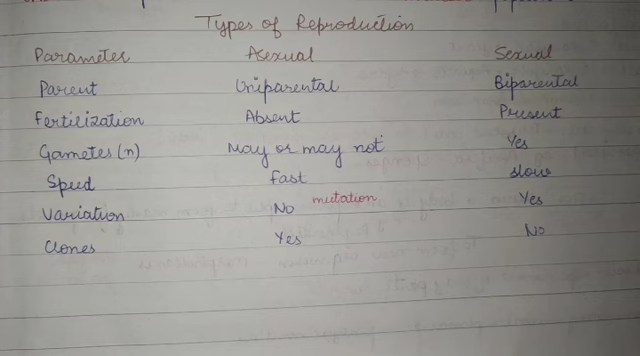 Types of Reproduction
Parameter Asexual Sexual
Parent Uniparental Biparental
Fertilization Absent Present
Gametes (n) May or may not Yes
Speed fast slow
Variation No mutation Yes
Clones Yes No